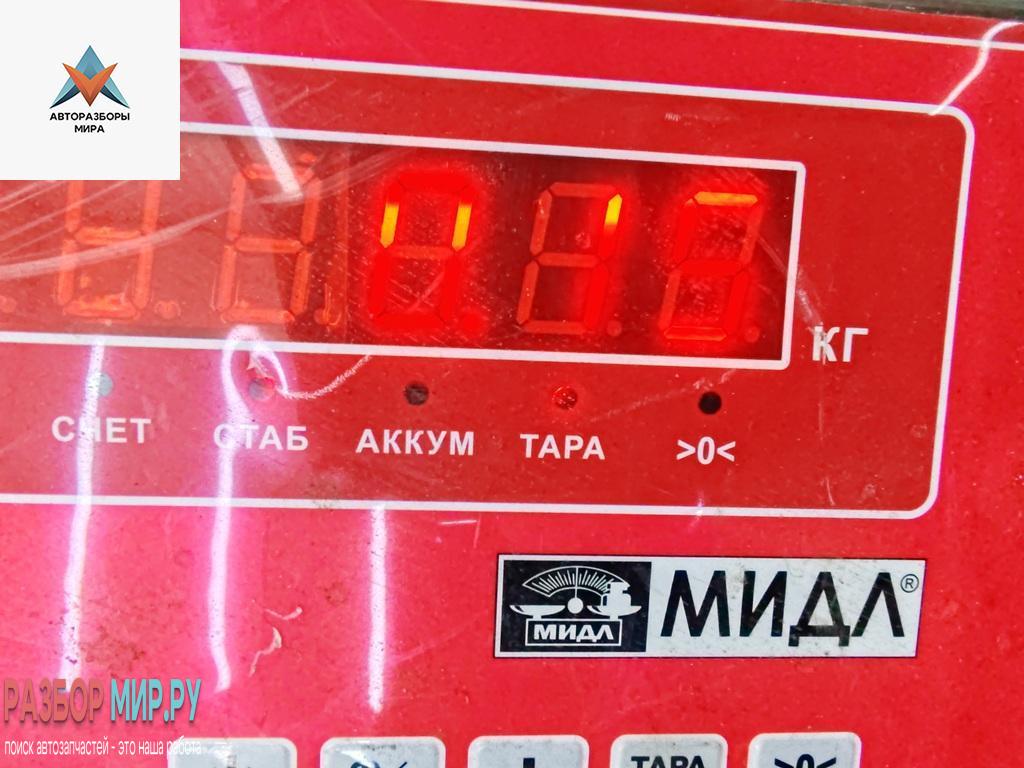 АВТОРАЗБОРЫ
МИРА
КГ
СЧЕТ
СТАБ
АККУМ
ТАРА
>0<
МИДЛ
МИДЛ®
РАЗБОР МИР.РУ
поиск автозапчастей - это наша работа
ТАРА
>0<